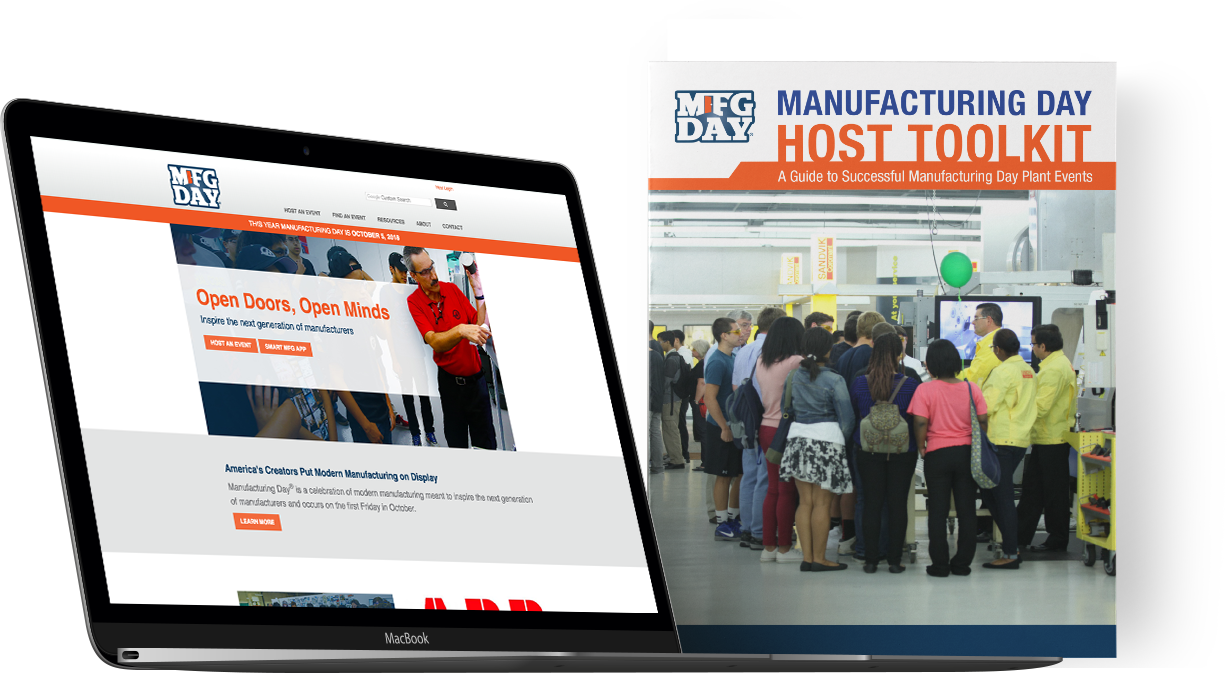 MFG
DAY
Host Login
Google Custom Search
HOST AN EVENT FIND AN EVENT RESOURCES ABOUT CONTACT
THIS YEAR MANUFACTURING DAY IS OCTOBER 5, 2018
Open Doors, Open Minds
Inspire the next generation of manufacturers
HOST AN EVENT SMART MFG APP
America's Creators Put Modern Manufacturing on Display
Manufacturing Day® is a celebration of modern manufacturing meant to inspire the next generation
of manufacturers and occurs on the first Friday in October.
LEARN MORE
MacBook
MFG
DAY
MANUFACTURING DAY
HOST TOOLKIT
A Guide to Successful Manufacturing Day Plant Events
SANDVIK
At your service